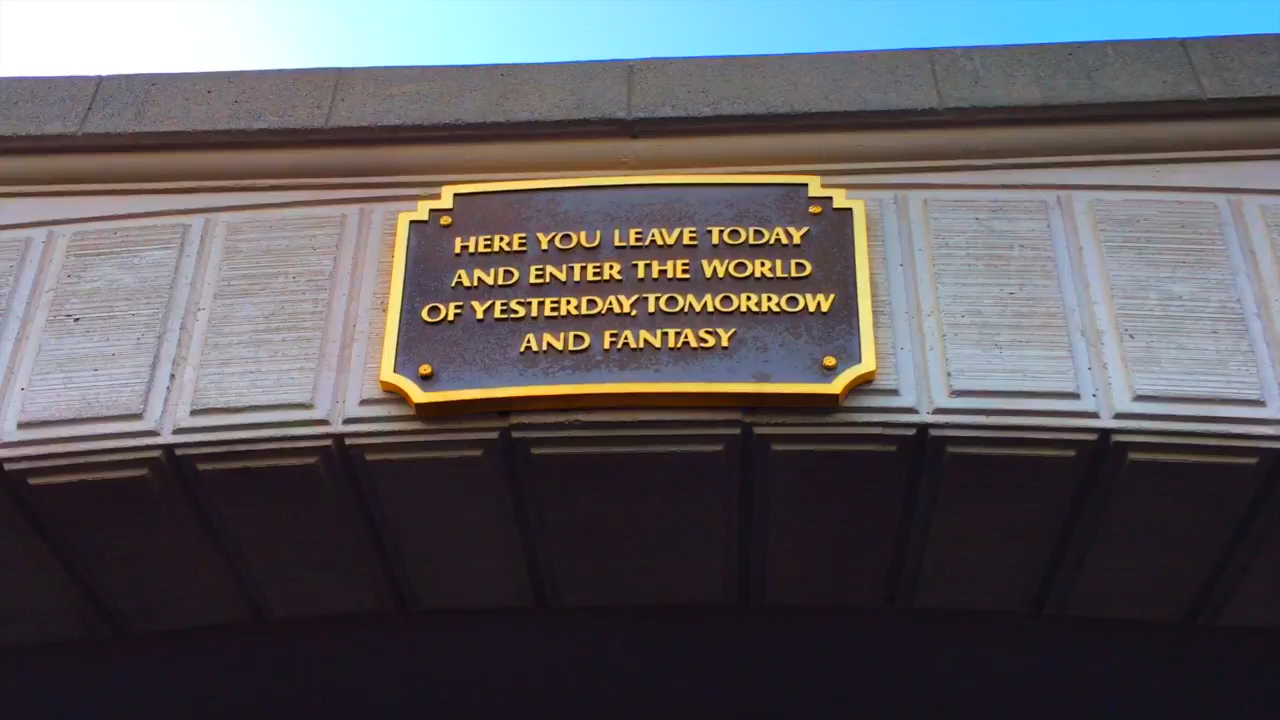 HERE YOU LEAVE TODAY
AND ENTER THE WORLD
OF YESTERDAY, TOMORROW
AND FANTASY